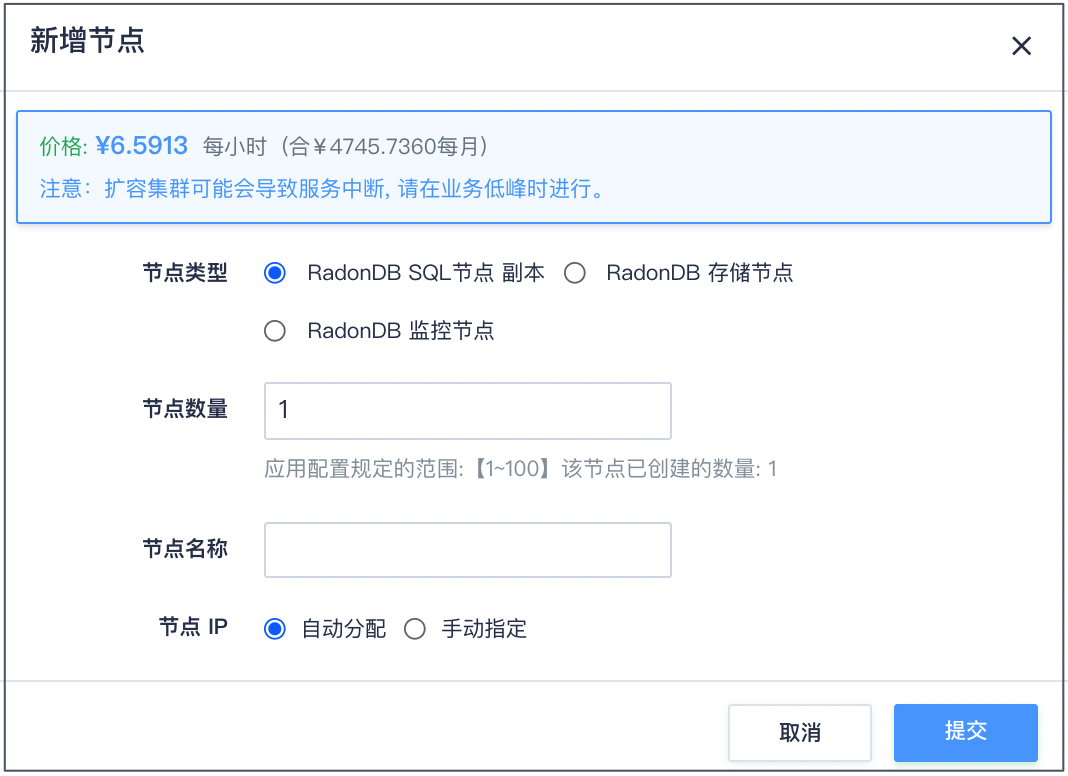 新增节点
价格: ¥6.5913 每小时（合￥4745.7360每月）
注意：扩容集群可能会导致服务中断, 请在业务低峰时进行。
节点类型 RadonDB SQL节点 副本 RadonDB 存储节点
RadonDB 监控节点
节点数量 1
应用配置规定的范围:【1~100】该节点已创建的数量: 1
节点名称
节点 IP 自动分配 手动指定
取消 提交